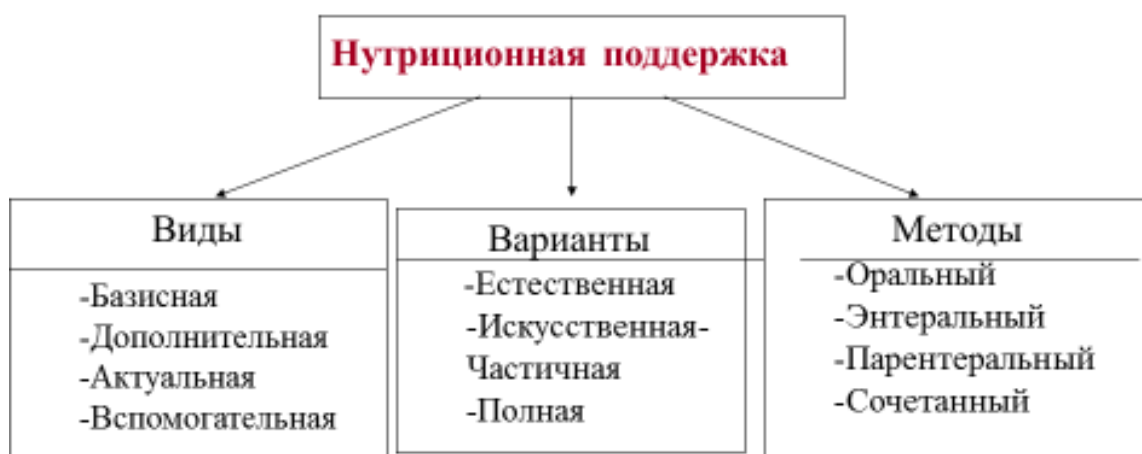 Нутриционная поддержка
Виды
-Базисная
-Дополнительная
-Актуальная
-Вспомогательная
Варианты
-Естественная
-Искусственная-
Частичная
-Полная
Методы
-Оральный
-Энтеральный
-Парентеральный
-Сочетанный